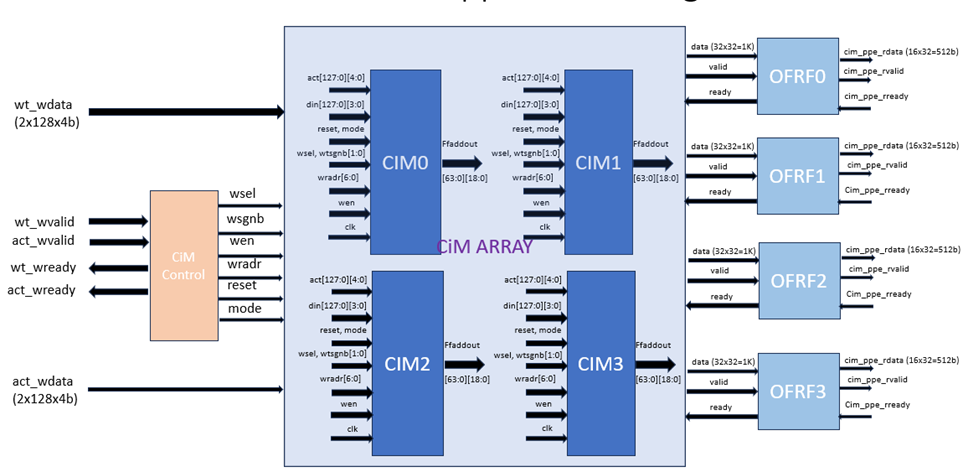 wt_wdata
(2x128x4b)
wt_wvalid
act_wvalid
wt_wready
act_wready
act_wdata
(2x128x4b)
CiM
Control
wsel
wsgnb
wen
wradr
reset
mode
act[127:0][4:0]
din[127:0][3:0]
reset, mode
wsel, wtsgnb[1:0]
wradr[6:0]
wen
clk
CIM0
Ffaddout
[63:0][18:0]
act[127:0][4:0]
din[127:0][3:0]
reset, mode
wsel, wtsgnb[1:0]
wradr[6:0]
wen
clk
CIM1
Ffaddout
[63:0][18:0]
CiM ARRAY
act[127:0][4:0]
din[127:0][3:0]
reset, mode
wsel, wtsgnb[1:0]
wradr[6:0]
wen
clk
CIM2
Ffaddout
[63:0][18:0]
act[127:0][4:0]
din[127:0][3:0]
reset, mode
wsel, wtsgnb[1:0]
wradr[6:0]
wen
clk
CIM3
Ffaddout
[63:0][18:0]
data (32x32=1K)
valid
ready
OFRF0
cim_ppe_rdata (16x32=512b)
cim_ppe_rvalid
cim_ppe_rready
data (32x32=1K)
valid
ready
OFRF1
cim_ppe_rdata (16x32=512b)
cim_ppe_rvalid
Cim_ppe_rready
data (32x32=1K)
valid
ready
OFRF2
cim_ppe_rdata (16x32=512b)
cim_ppe_rvalid
Cim_ppe_rready
data (32x32=1K)
valid
ready
OFRF3
cim_ppe_rdata (16x32=512b)
cim_ppe_rvalid
Cim_ppe_rready